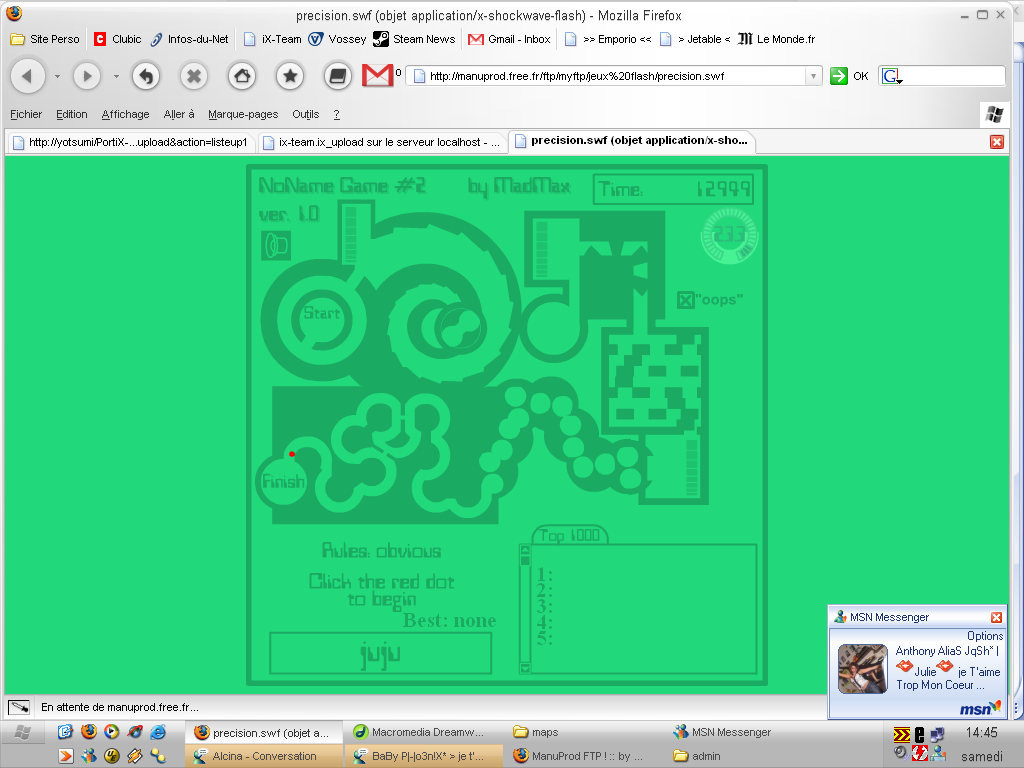 precision.swf (objet application/x-shockwave-flash) - Mozilla Firefox
Site Perso Clubic Infos-du-Net iX-Team Vossey Steam News Gmail - Inbox >> Emporio << > Jetable < Le Monde.fr
0 http://manuprod.free.fr/ftp/myftp/jeux%20flash/precision.swf OK G
Fichier Edition Affichage Aller à Marque-pages Outils ?
http://yotsumi/PortiX-...upload&action=listeup1 ix-team.ix_upload sur le serveur localhost - ... precision.swf (objet application/x-sho...
NoName Game #2 by MadMax Time: 12949
ver. 1.0
233
"oops"
Start
Finish
Rules: obvious
Click the red dot
to begin
Best: none
juju
Top 1000
1:
2:
3:
4:
5:
MSN Messenger
Options
Anthony AliaS JqSh* |
Julie je T'aime
Trop Mon Coeur ...
msn
En attente de manuprod.free.fr...
precision.swf (objet a... Macromedia Dreamw... maps MSN Messenger 14:45
Alcina - Conversation BaBy P|-|o3n!X* > je t'... ManuProd FTP ! :: by ... admin samedi